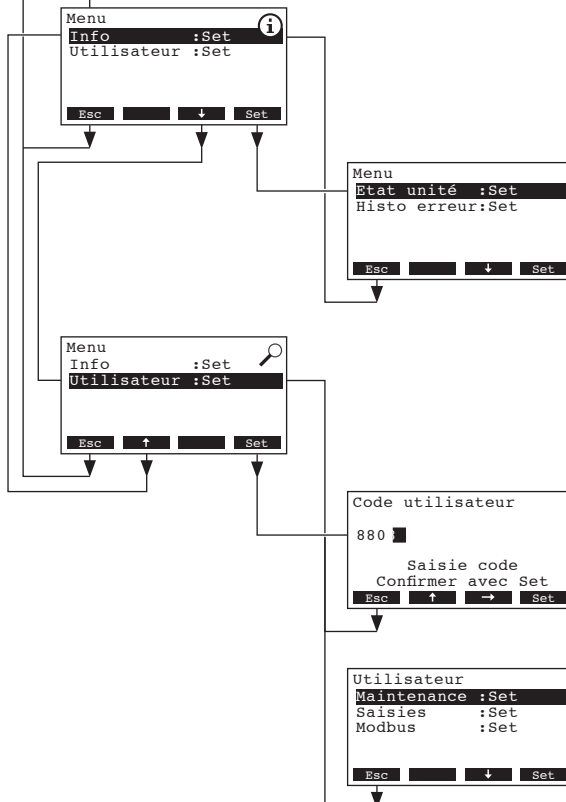 Menu
Info :Set
Utilisateur :Set
Esc ↓ Set
Menu
Etat unité :Set
Histo erreur:Set
Esc ↓ Set
Menu
Info :Set
Utilisateur :Set
Esc ↑ Set
Code utilisateur
880
Saisie code
Confirmer avec Set
Esc ↑ → Set
Utilisateur
Maintenance :Set
Saisies :Set
Modbus :Set
Esc ↓ Set